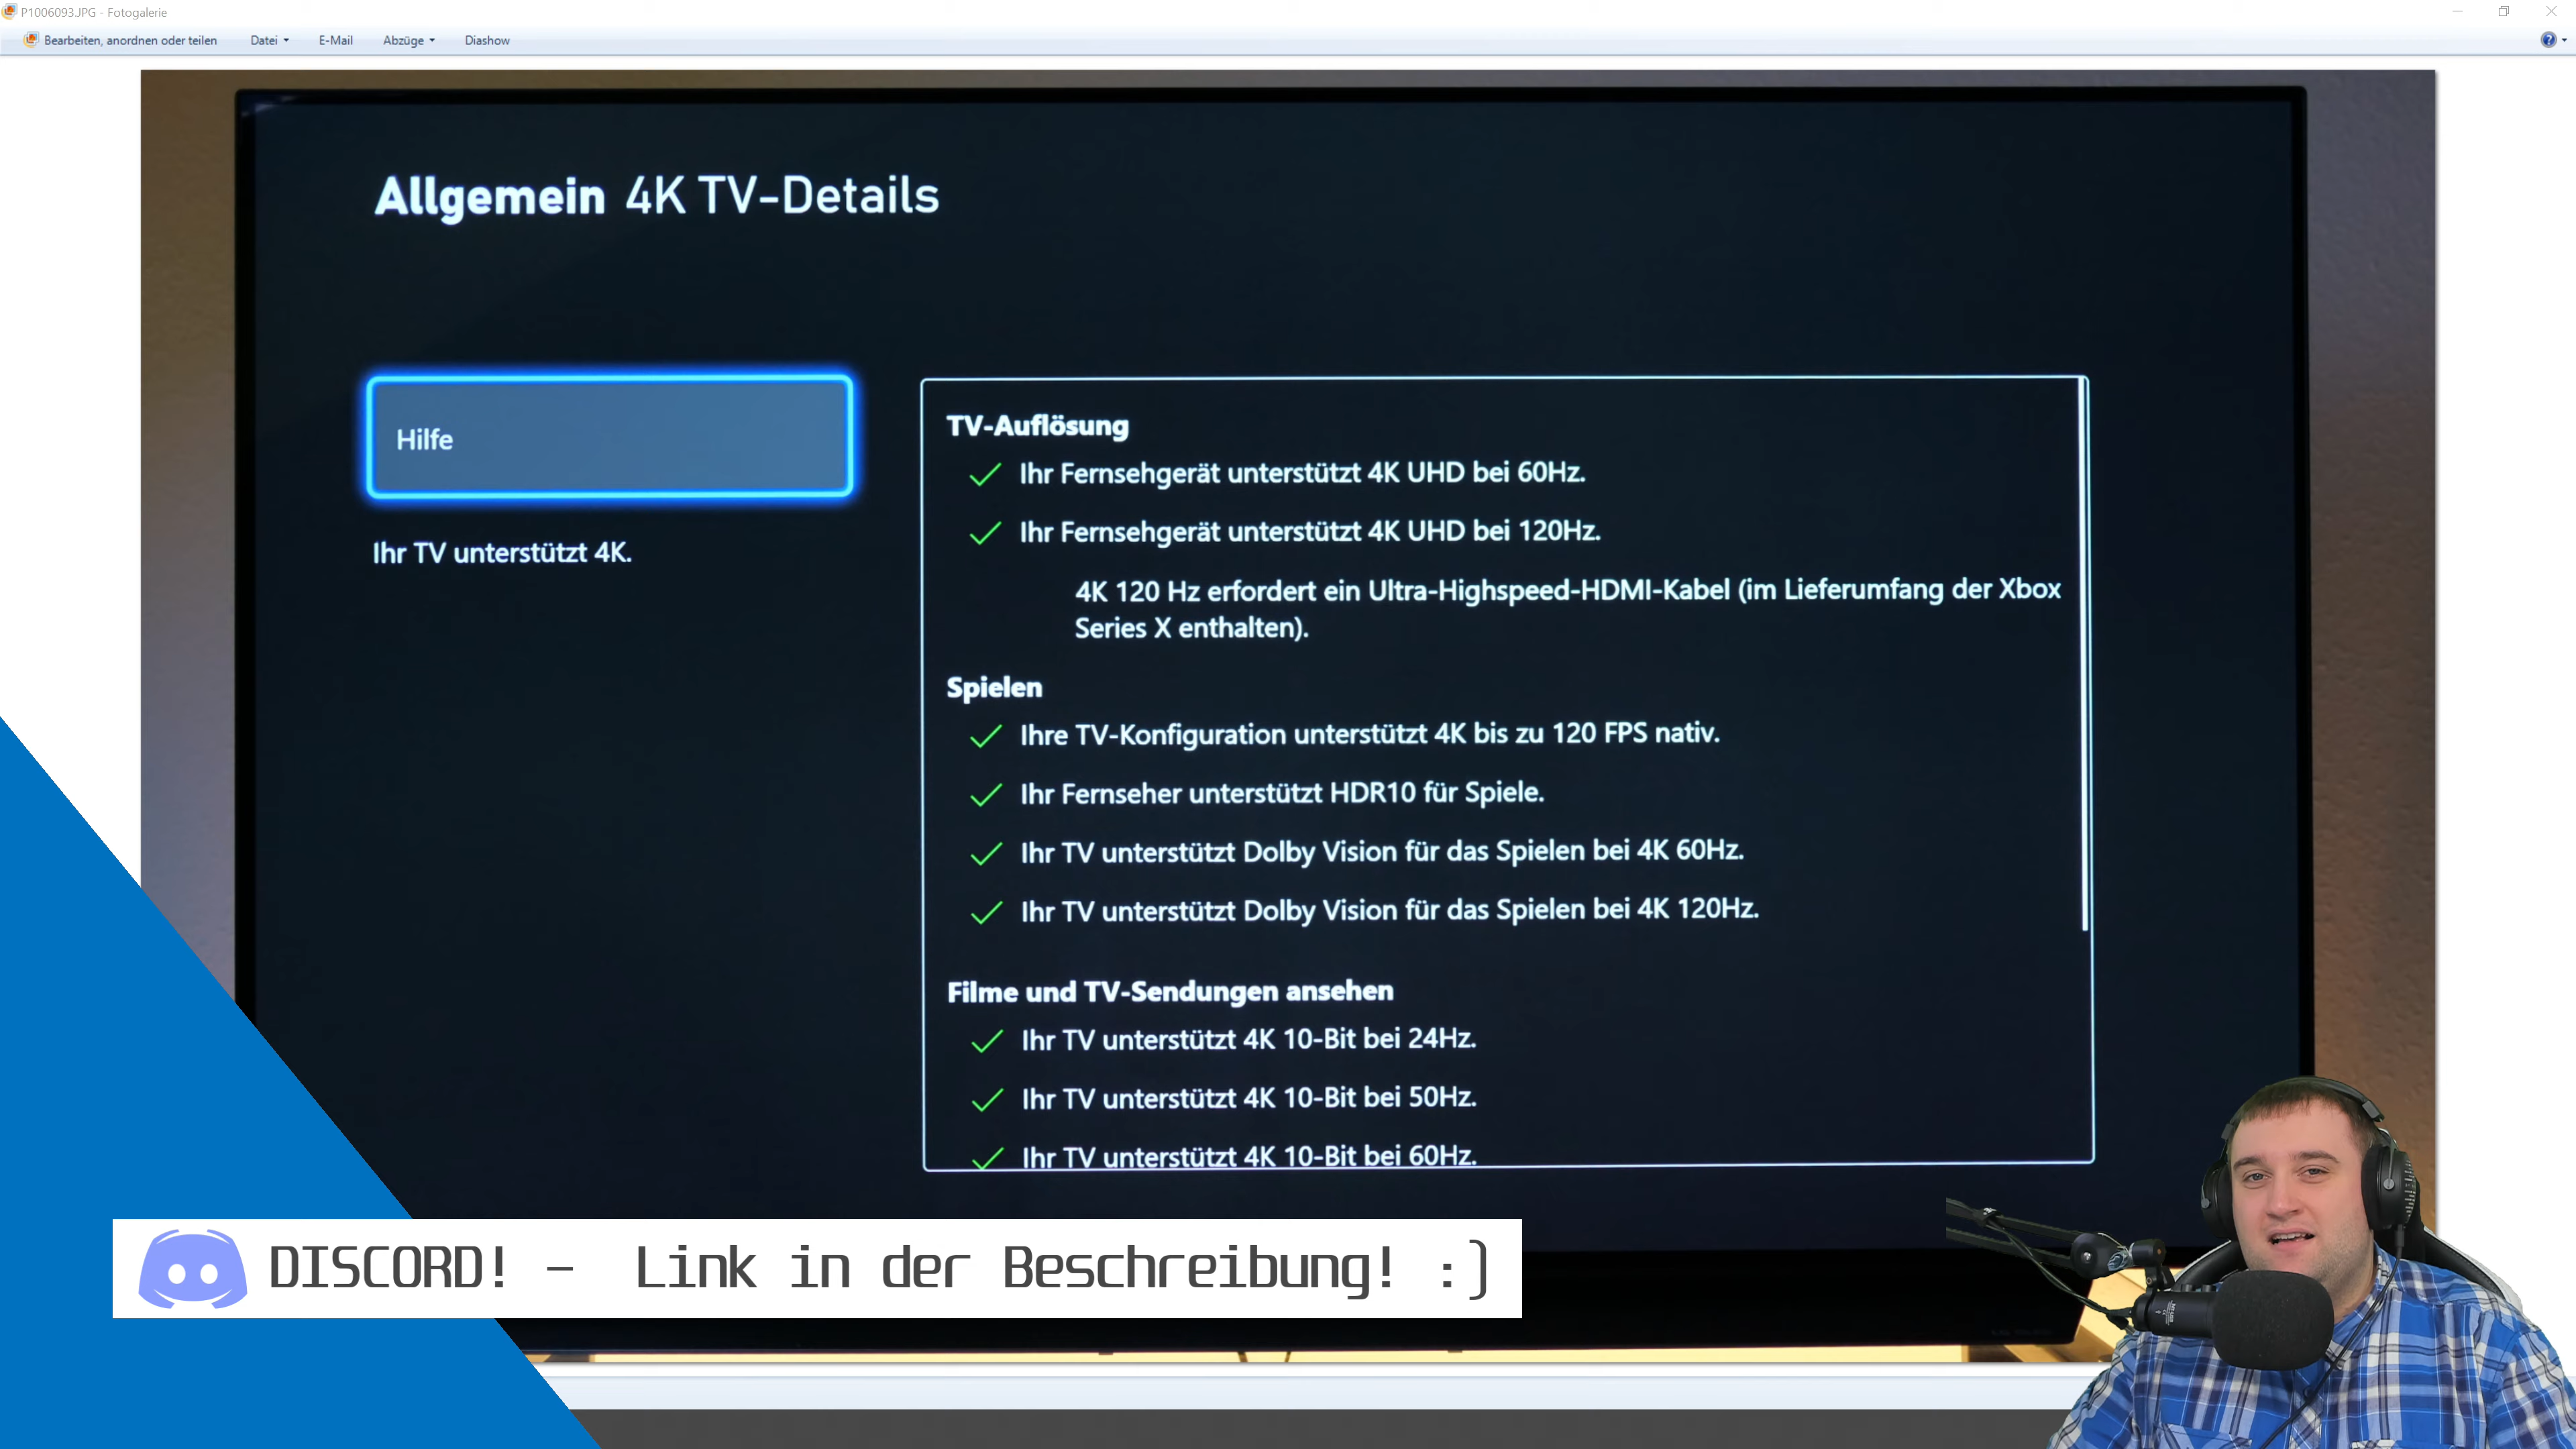 P1006093.JPG - Fotogalerie
Bearbeiten, anordnen oder teilen Datei E-Mail Abzüge Diashow
Allgemein 4K TV-Details
Hilfe
Ihr TV unterstützt 4K.
TV-Auflösung
Ihr Fernsehgerät unterstützt 4K UHD bei 60Hz.
Ihr Fernsehgerät unterstützt 4K UHD bei 120Hz.
4K 120 Hz erfordert ein Ultra-Highspeed-HDMI-Kabel (im Lieferumfang der Xbox
Series X enthalten).
Spielen
Ihre TV-Konfiguration unterstützt 4K bis zu 120 FPS nativ.
Ihr Fernseher unterstützt HDR10 für Spiele.
Ihr TV unterstützt Dolby Vision für das Spielen bei 4K 60Hz.
Ihr TV unterstützt Dolby Vision für das Spielen bei 4K 120Hz.
Filme und TV-Sendungen ansehen
Ihr TV unterstützt 4K 10-Bit bei 24Hz.
Ihr TV unterstützt 4K 10-Bit bei 50Hz.
Ihr TV unterstützt 4K 10-Bit bei 60Hz.
DISCORD! - Link in der Beschreibung! :)